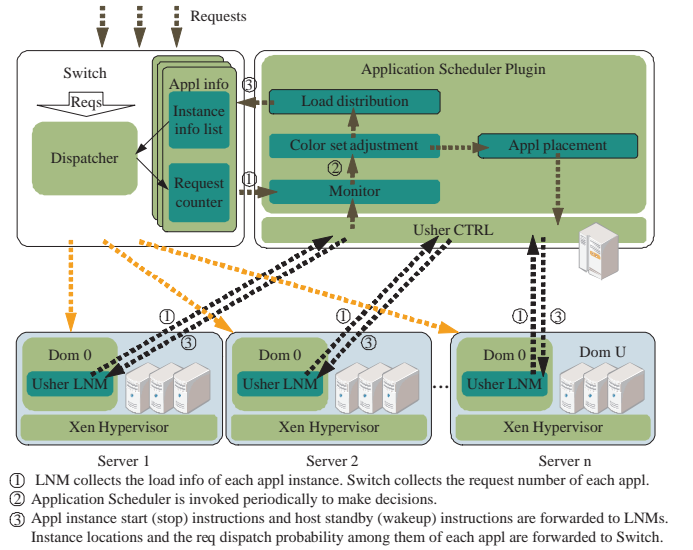 Requests
Switch
Reqs
Dispatcher
Appl info
Instance
info list
Request
counter
Application Scheduler Plugin
③
Load distribution
Color set adjustment
Appl placement
②
①
Monitor
Usher CTRL
①
③
①
③
①
③
Dom 0
Usher LNM
Xen Hypervisor
Dom 0
Usher LNM
Xen Hypervisor
...
Dom 0
Dom U
Usher LNM
Xen Hypervisor
Server 1
Server 2
Server n
① LNM collects the load info of each appl instance. Switch collects the request number of each appl.
② Application Scheduler is invoked periodically to make decisions.
③ Appl instance start (stop) instructions and host standby (wakeup) instructions are forwarded to LNMs.
Instance locations and the req dispatch probability among them of each appl are forwarded to Switch.